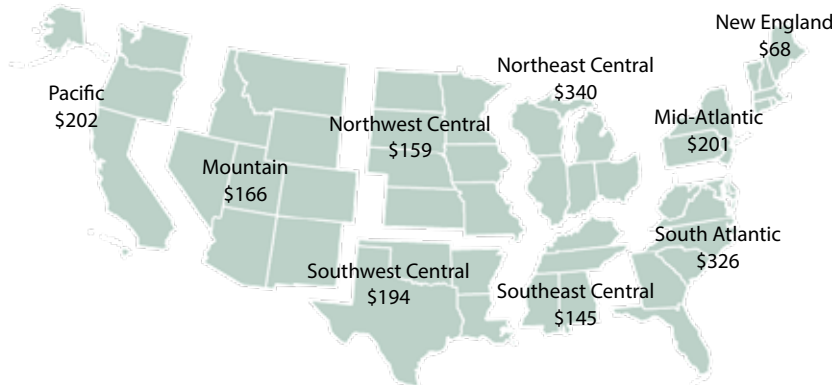 New England
$68
Northeast Central
$340
Pacific
$202
Northwest Central
$159
Mid-Atlantic
$201
Mountain
$166
South Atlantic
$326
Southwest Central
$194
Southeast Central
$145